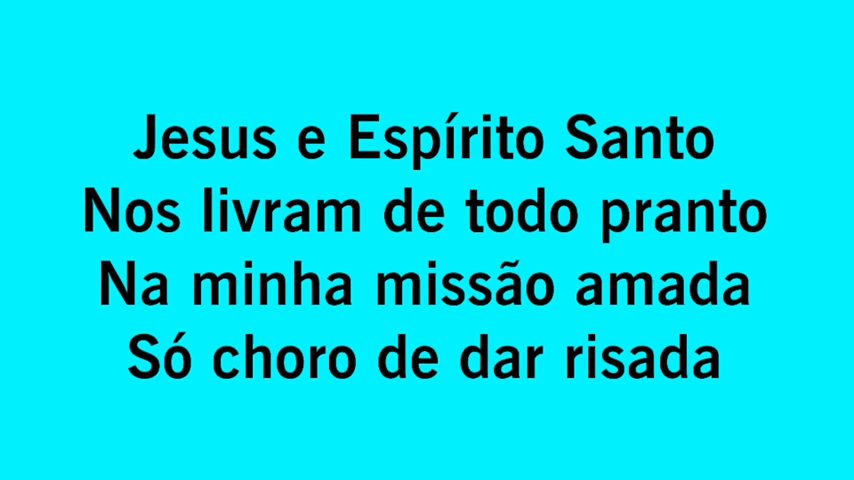 Jesus e Espírito Santo
Nos livram de todo pranto
Na minha missão amada
Só choro de dar risada